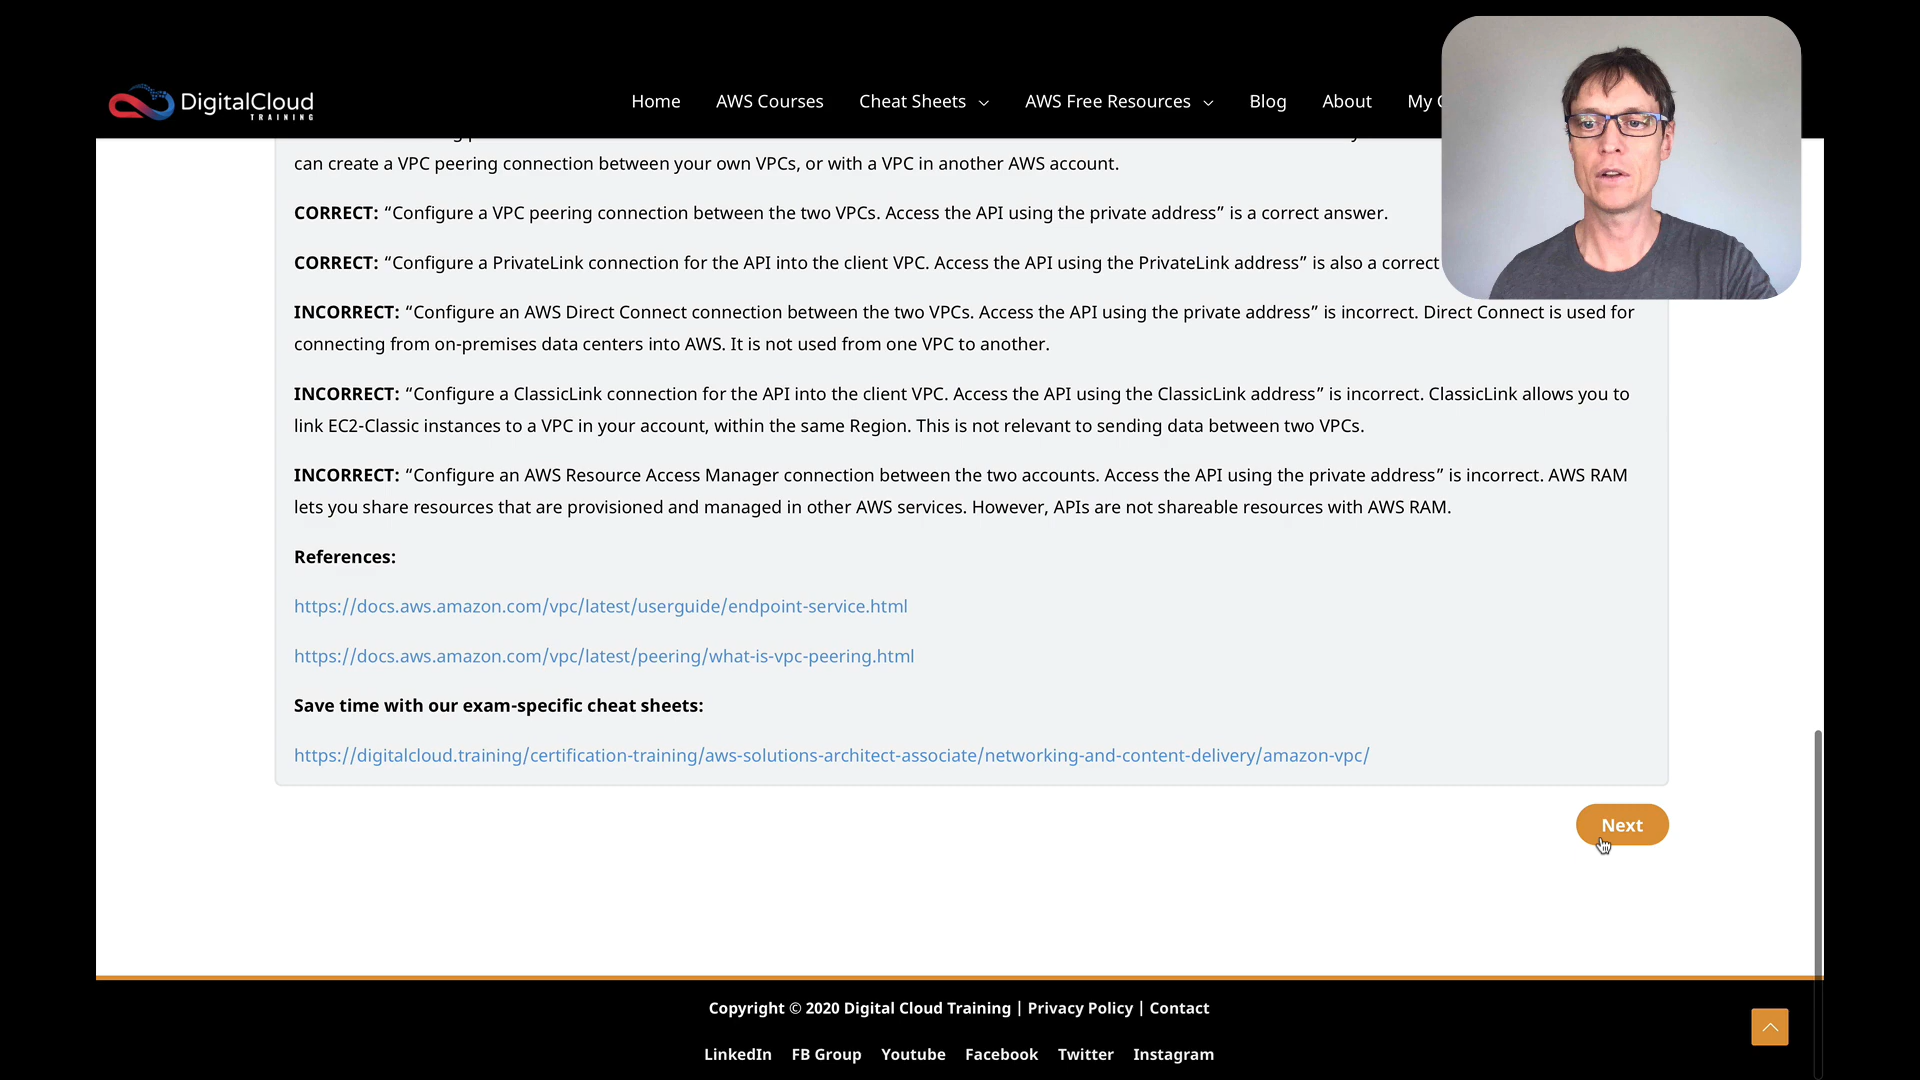 DigitalCloud
TRAINING
Home AWS Courses Cheat Sheets AWS Free Resources Blog About My
can create a VPC peering connection between your own VPCs, or with a VPC in another AWS account.
CORRECT: “Configure a VPC peering connection between the two VPCs. Access the API using the private address” is a correct answer.
CORRECT: “Configure a PrivateLink connection for the API into the client VPC. Access the API using the PrivateLink address” is also a correct
INCORRECT: “Configure an AWS Direct Connect connection between the two VPCs. Access the API using the private address” is incorrect. Direct Connect is used for
connecting from on-premises data centers into AWS. It is not used from one VPC to another.
INCORRECT: “Configure a ClassicLink connection for the API into the client VPC. Access the API using the ClassicLink address” is incorrect. ClassicLink allows you to
link EC2-Classic instances to a VPC in your account, within the same Region. This is not relevant to sending data between two VPCs.
INCORRECT: “Configure an AWS Resource Access Manager connection between the two accounts. Access the API using the private address” is incorrect. AWS RAM
lets you share resources that are provisioned and managed in other AWS services. However, APIs are not shareable resources with AWS RAM.
References:
https://docs.aws.amazon.com/vpc/latest/userguide/endpoint-service.html
https://docs.aws.amazon.com/vpc/latest/peering/what-is-vpc-peering.html
Save time with our exam-specific cheat sheets:
https://digitalcloud.training/certification-training/aws-solutions-architect-associate/networking-and-content-delivery/amazon-vpc/
Next
Copyright © 2020 Digital Cloud Training | Privacy Policy | Contact
LinkedIn FB Group Youtube Facebook Twitter Instagram